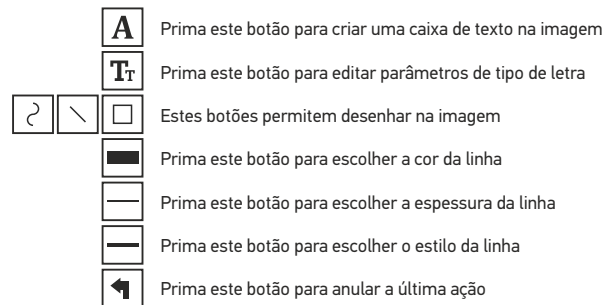 A Prima este botão para criar uma caixa de texto na imagem
TT Prima este botão para editar parâmetros de tipo de letra
Estes botões permitem desenhar na imagem
Prima este botão para escolher a cor da linha
Prima este botão para escolher a espessura da linha
Prima este botão para escolher o estilo da linha
Prima este botão para anular a última ação